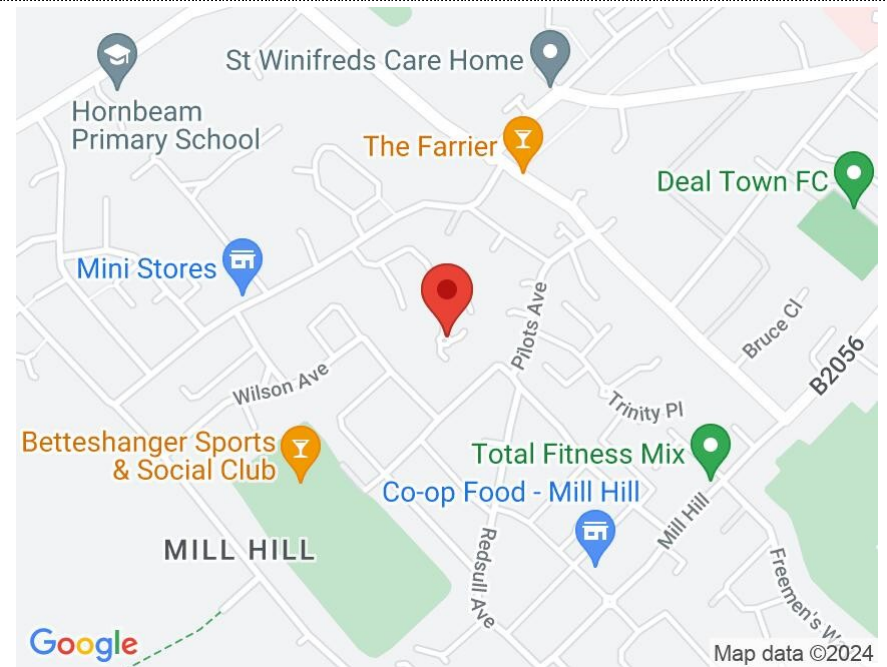 St Winifreds Care Home
Hornbeam
Primary School
The Farrier
Deal Town FC
Mini Stores
Pilots Ave
Bruce Cl
B2056
Wilson Ave
Trinity Pl
Betteshanger Sports
& Social Club
Total Fitness Mix
Co-op Food - Mill Hill
Mill Hill
MILL HILL
Redsull Ave
Freemen's
Google
Map data ©2024